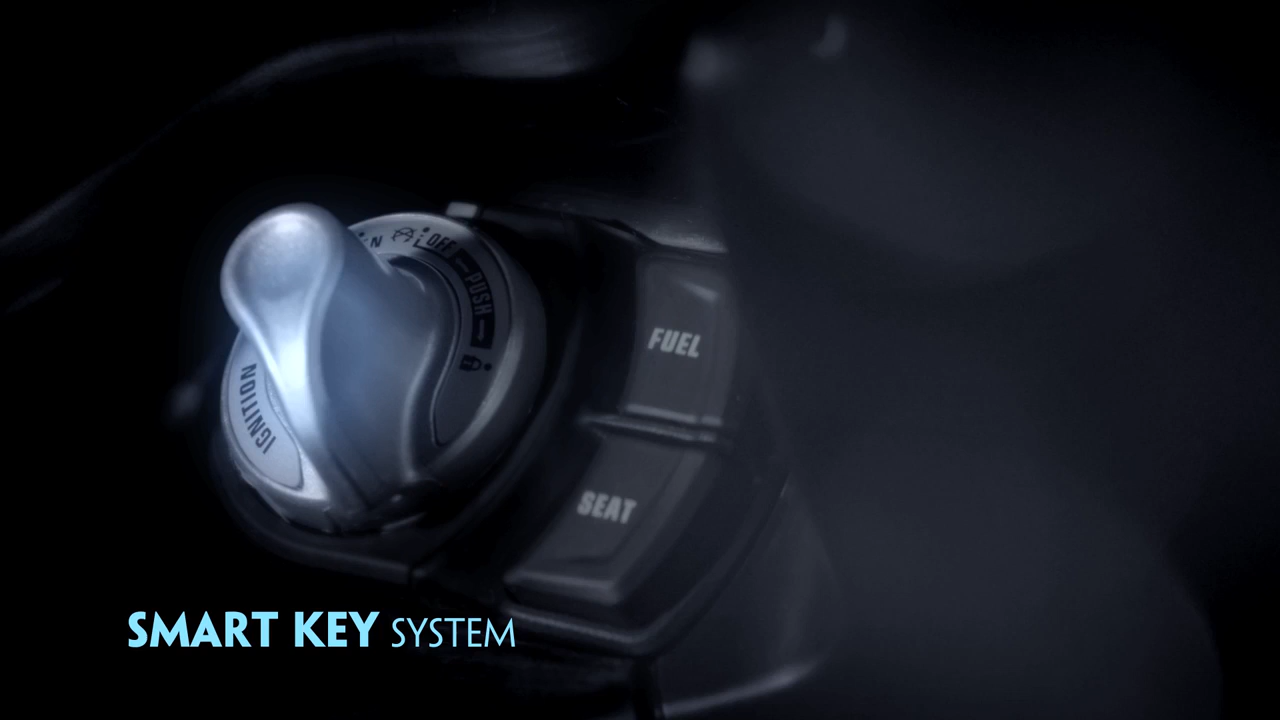 OFF
PUSH
IGNITION
FUEL
SEAT
SMART KEY SYSTEM